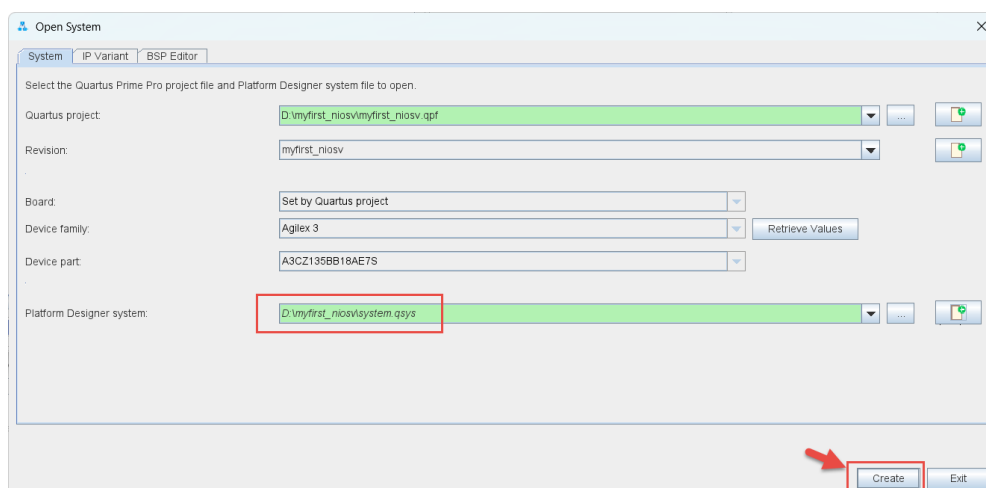 Open System
System IP Variant BSP Editor
Select the Quartus Prime Pro project file and Platform Designer system file to open.
Quartus project: D:\myfirst_niosv\myfirst_niosv.qpf ...
Revision: myfirst_niosv
Board: Set by Quartus project
Device family: Agilex 3 Retrieve Values
Device part: A3CZ135BB18AE7S
Platform Designer system: D:\myfirst_niosv\system.qsys ...
Create Exit